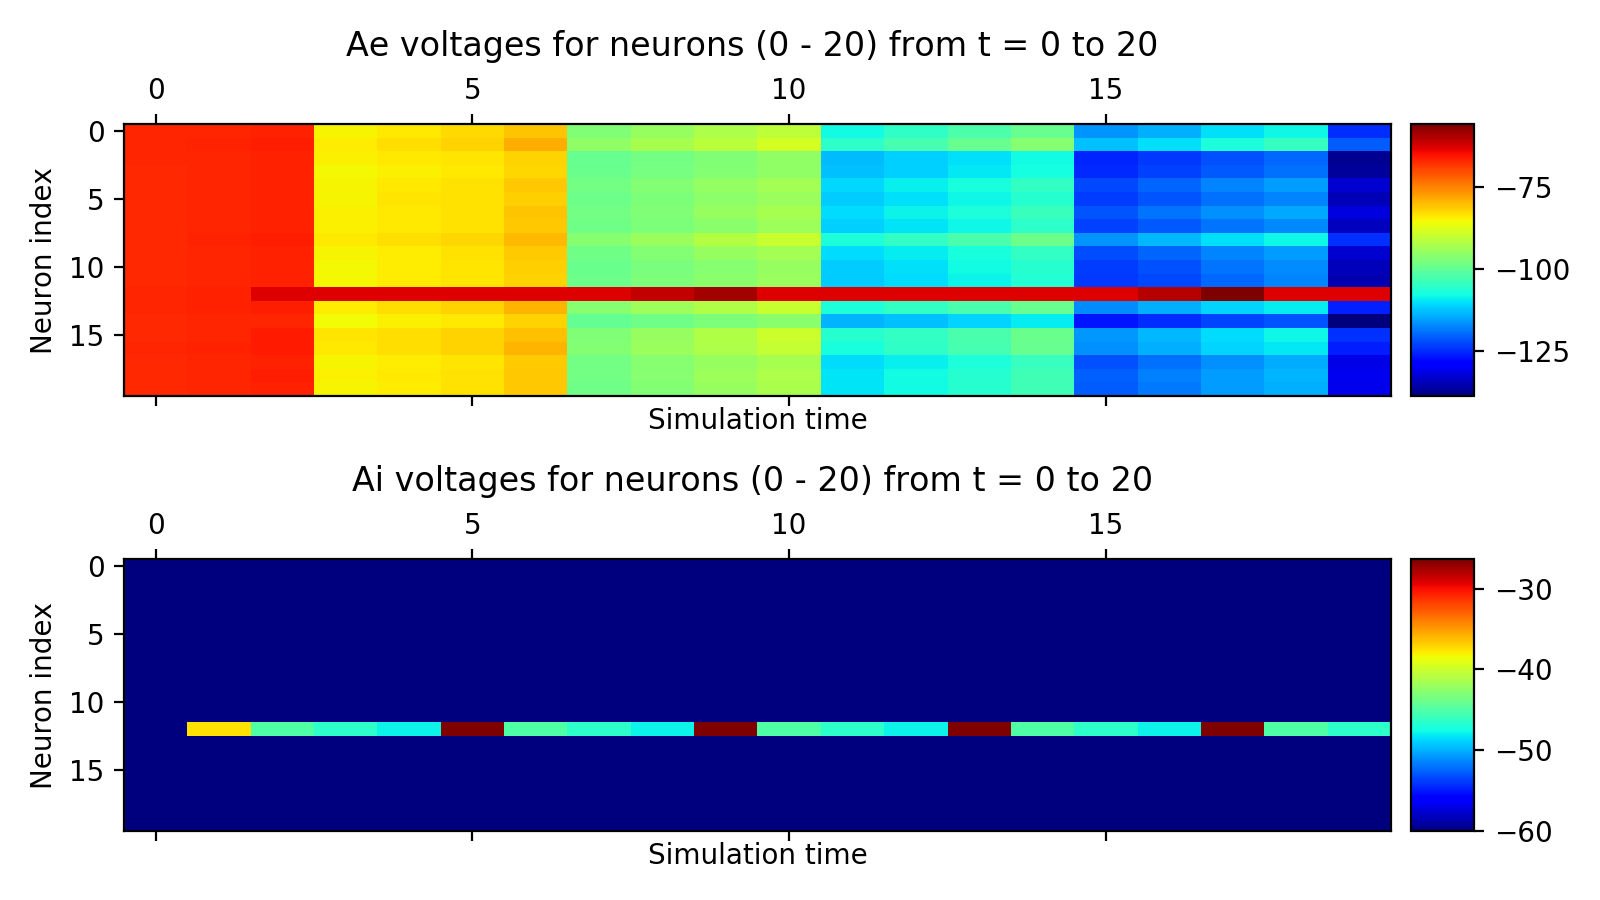 Ae voltages for neurons (0 - 20) from t = 0 to 20
0 5 10 15
Neuron index
0
5
10
15
−75
−100
−125
Simulation time
Ai voltages for neurons (0 - 20) from t = 0 to 20
0 5 10 15
Neuron index
0
5
10
15
−30
−40
−50
−60
Simulation time